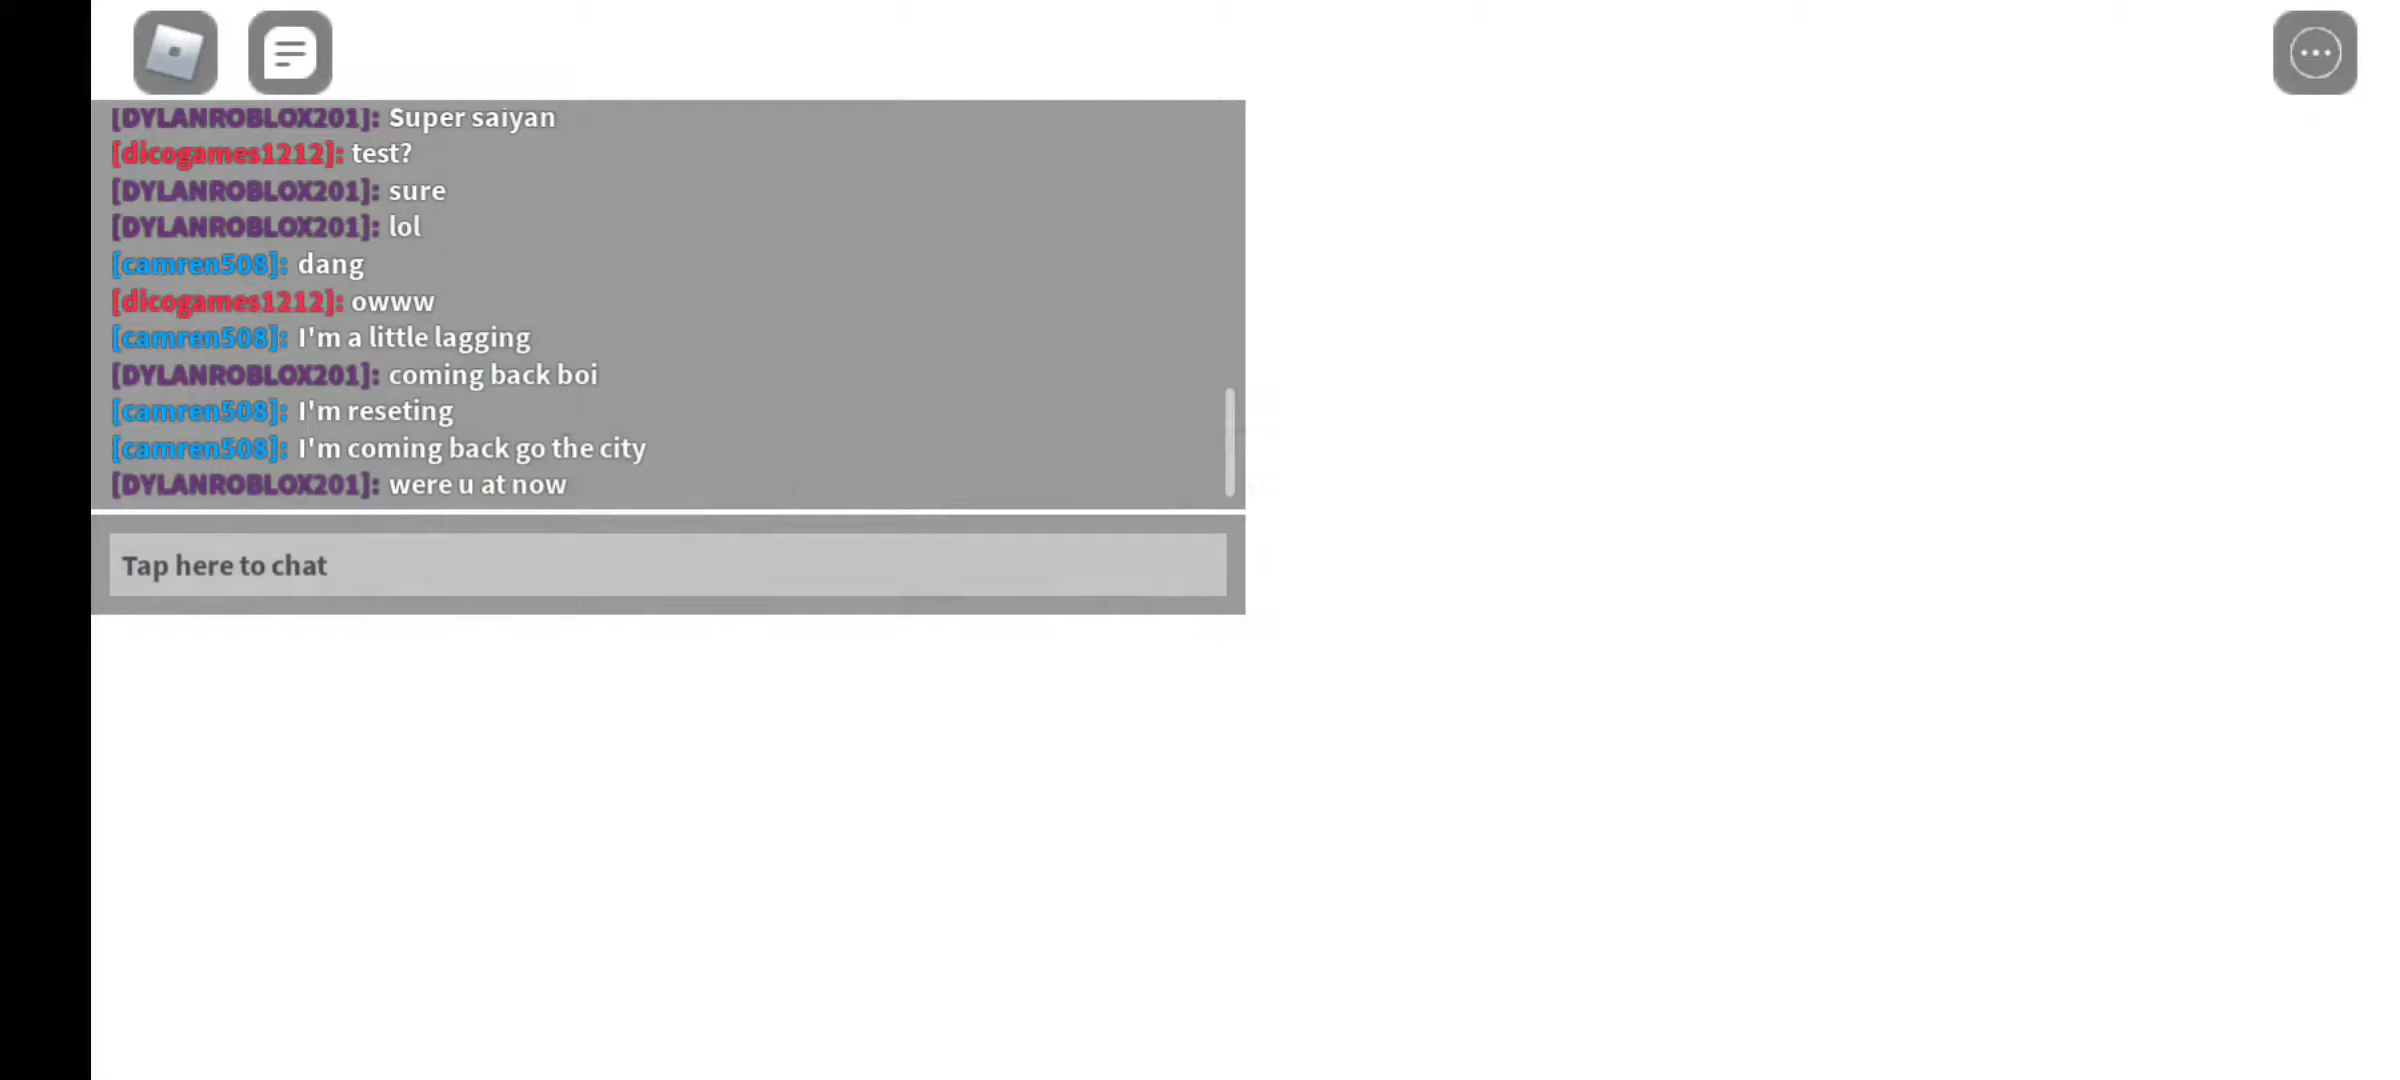 [DYLANROBLOX201]: Super saiyan
[dicogames1212]: test?
[DYLANROBLOX201]: sure
[DYLANROBLOX201]: lol
[camren508]: dang
[dicogames1212]: owww
[camren508]: I'm a little lagging
[DYLANROBLOX201]: coming back boi
[camren508]: I'm reseting
[camren508]: I'm coming back go the city
[DYLANROBLOX201]: were u at now
Tap here to chat